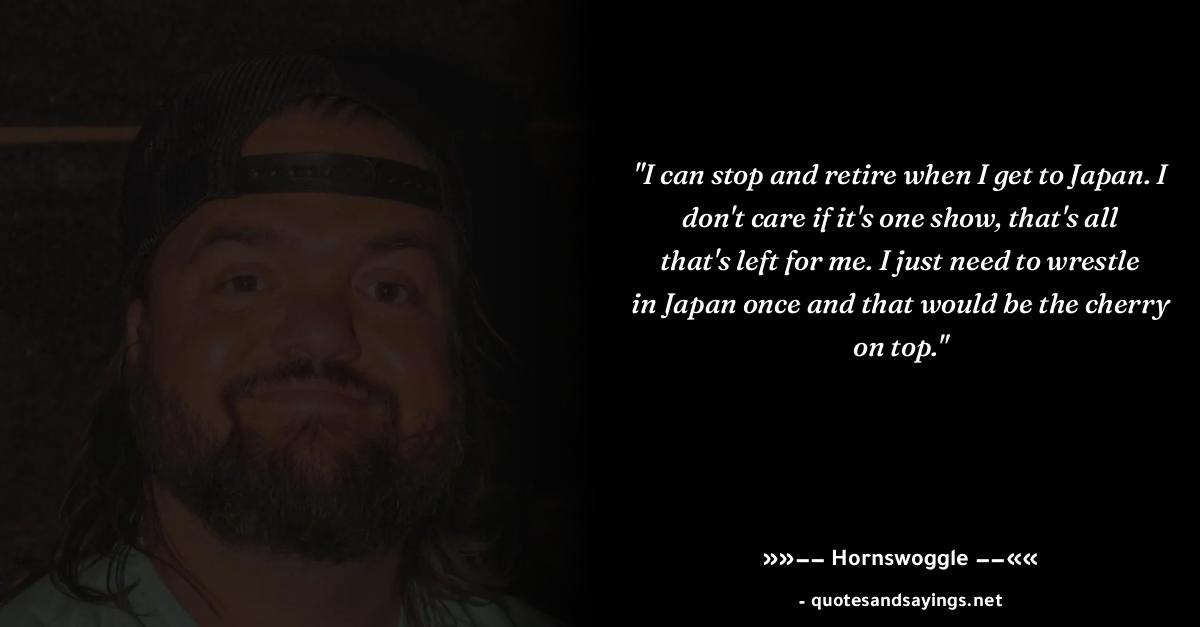 "I can stop and retire when I get to Japan. I
don't care if it's one show, that's all
that's left for me. I just need to wrestle
in Japan once and that would be the cherry
on top."
»»−− Hornswoggle −−««
- quotesandsayings.net